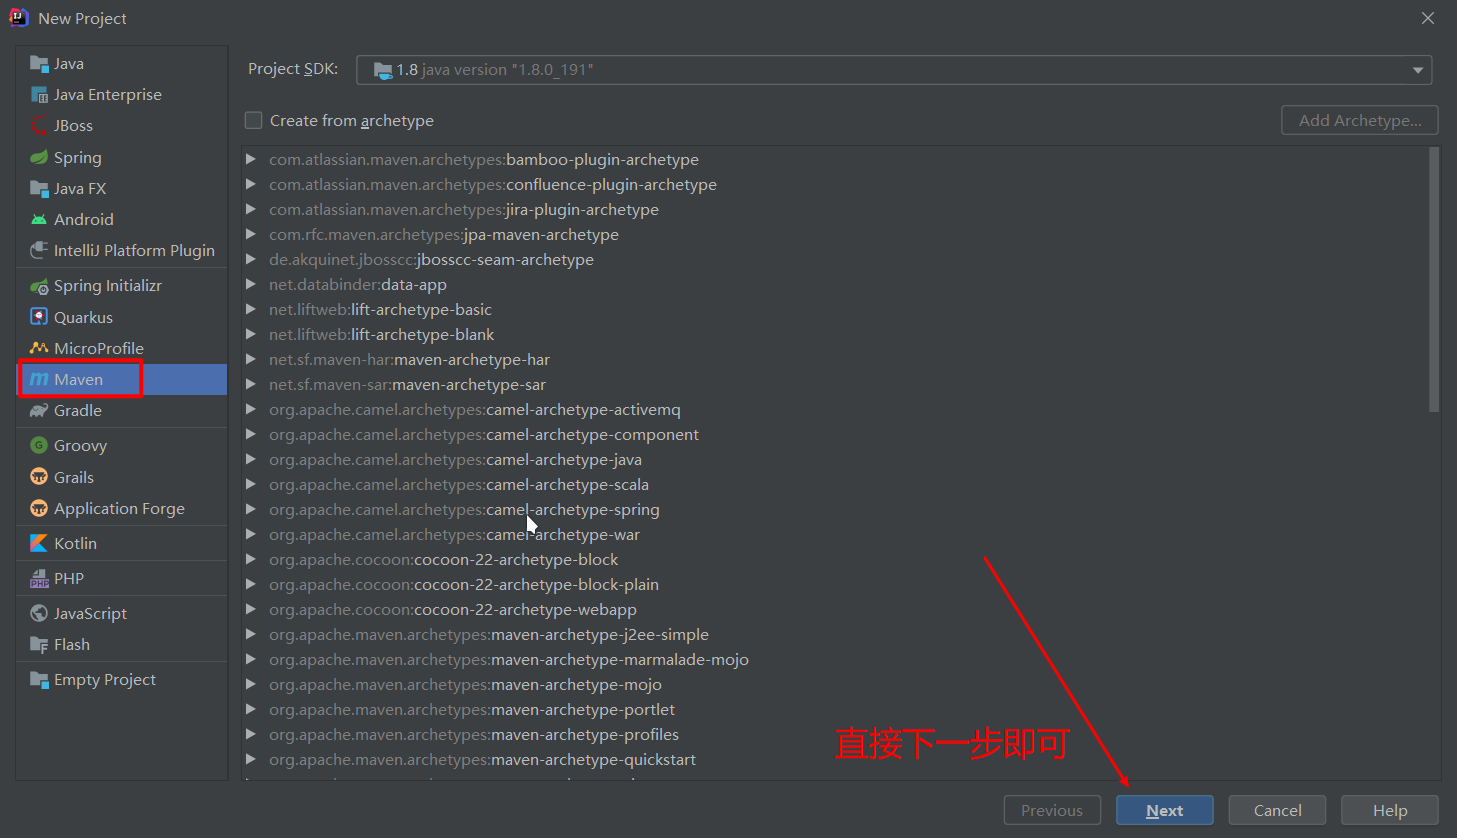 New Project
Java
Java Enterprise
JBoss
Spring
Java FX
Android
IntelliJ Platform Plugin
Spring Initializr
Quarkus
MicroProfile
Maven
Gradle
Groovy
Grails
Application Forge
Kotlin
PHP
JavaScript
Flash
Empty Project
Project SDK: 1.8 java version "1.8.0_191"
Create from archetype
Add Archetype...
com.atlassian.maven.archetypes:bamboo-plugin-archetype
com.atlassian.maven.archetypes:confluence-plugin-archetype
com.atlassian.maven.archetypes:jira-plugin-archetype
com.rfc.maven.archetypes:jpa-maven-archetype
de.akquinet.jbosscc:jbosscc-seam-archetype
net.databinder:data-app
net.liftweb:lift-archetype-basic
net.liftweb:lift-archetype-blank
net.sf.maven-har:maven-archetype-har
net.sf.maven-sar:maven-archetype-sar
org.apache.camel.archetypes:camel-archetype-activemq
org.apache.camel.archetypes:camel-archetype-component
org.apache.camel.archetypes:camel-archetype-java
org.apache.camel.archetypes:camel-archetype-scala
org.apache.camel.archetypes:camel-archetype-spring
org.apache.camel.archetypes:camel-archetype-war
org.apache.cocoon:cocoon-22-archetype-block
org.apache.cocoon:cocoon-22-archetype-block-plain
org.apache.cocoon:cocoon-22-archetype-webapp
org.apache.maven.archetypes:maven-archetype-j2ee-simple
org.apache.maven.archetypes:maven-archetype-marmalade-mojo
org.apache.maven.archetypes:maven-archetype-mojo
org.apache.maven.archetypes:maven-archetype-portlet
org.apache.maven.archetypes:maven-archetype-profiles
org.apache.maven.archetypes:maven-archetype-quickstart
直接下一步即可
Previous
Next
Cancel
Help